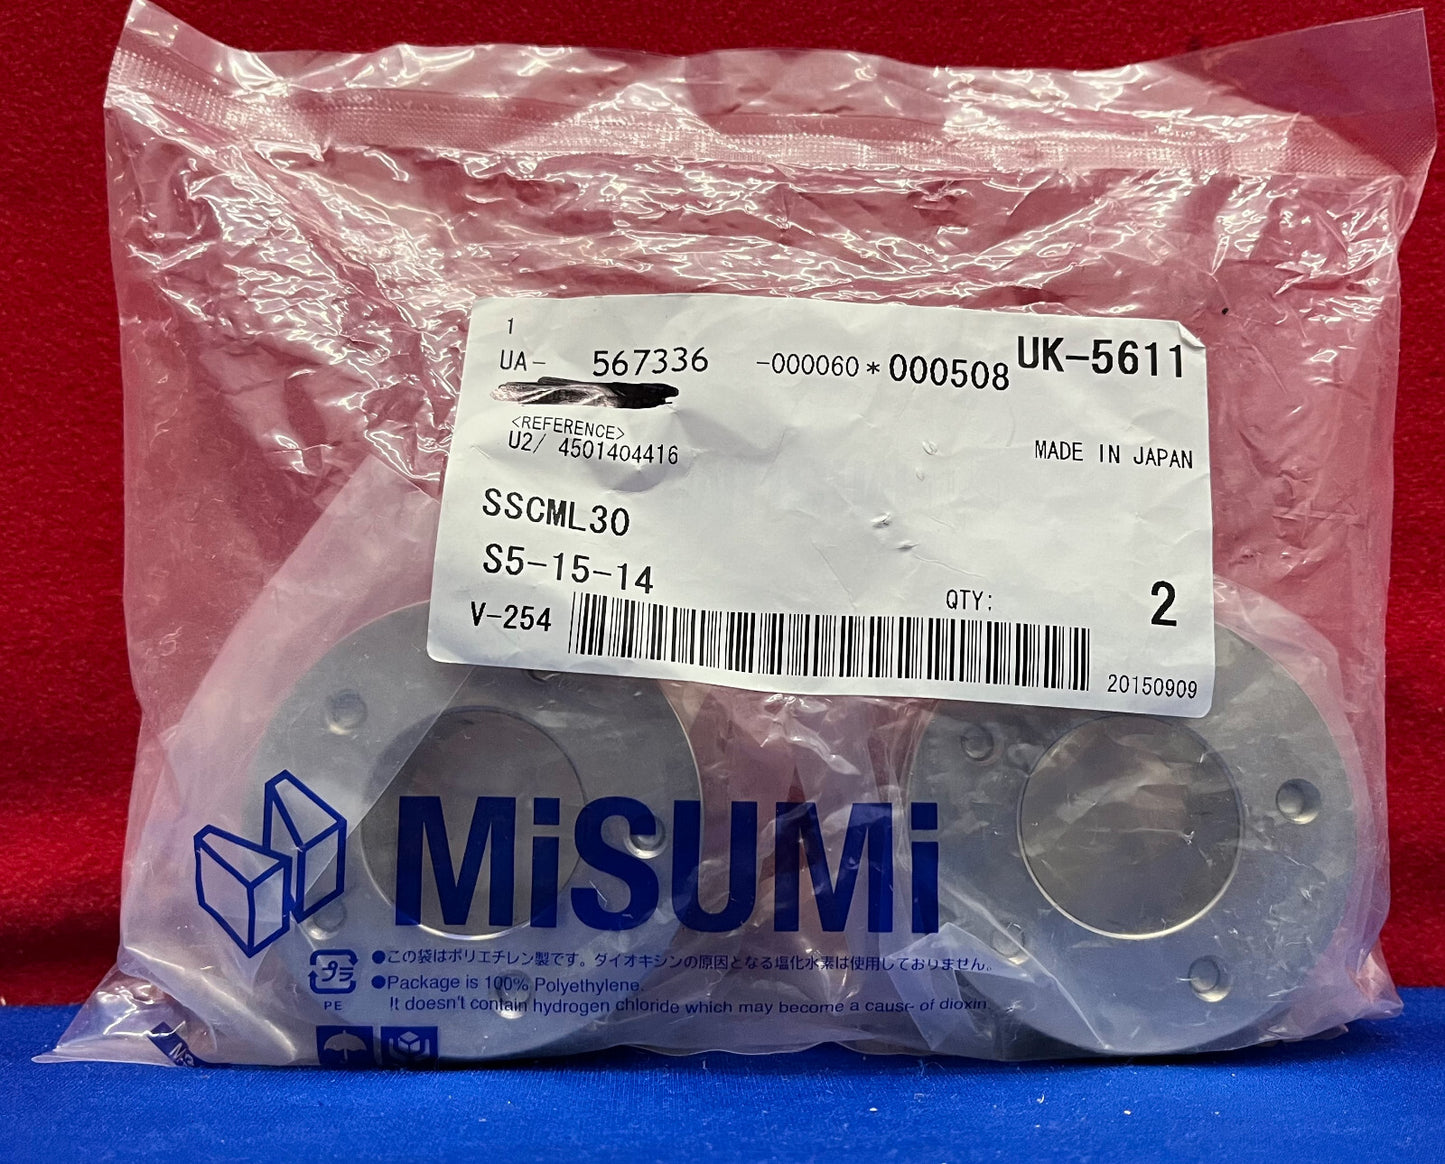 1
UA- 567336 -000060*000508 UK-5611
<REFERENCE>
U2/ 4501404416
MADE IN JAPAN
SSCML30
S5-15-14
QTY: 2
V-254
20150909
MiSUMi
プラ
PE
●この袋はポリエチレン製です。ダイオキシンの原因となる塩化水素は使用しておりません。
●Package is 100% Polyethylene.
It doesn't contain hydrogen chloride which may become a cause of dioxin.